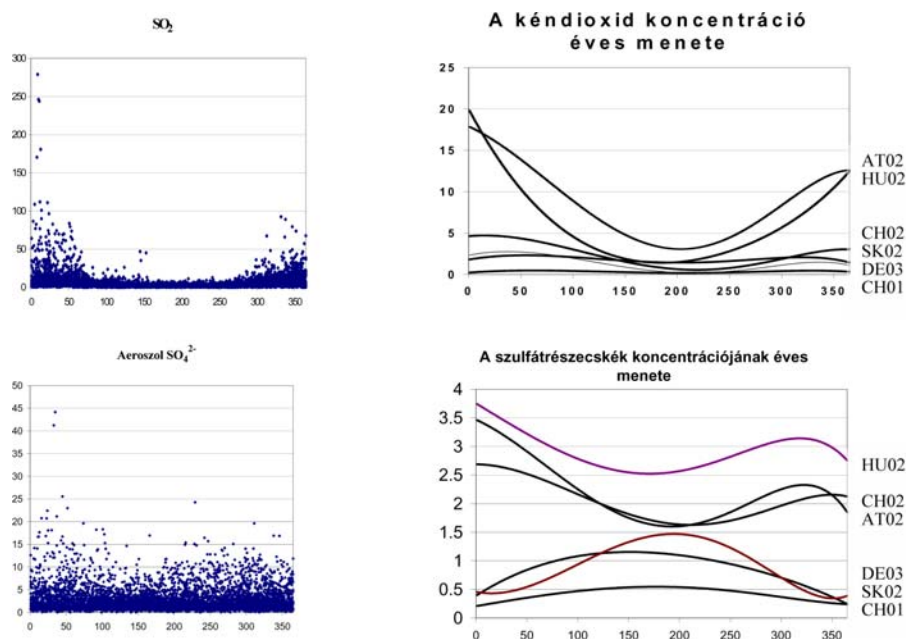 SO₂
300
250
200
150
100
50
0
0 50 100 150 200 250 300 350
A kéndioxid koncentráció
éves menete
25
20
15
10
5
0
0 50 100 150 200 250 300 350
AT02
HU02
CH02
SK02
DE03
CH01
Aeroszol SO₄²⁻
50
45
40
35
30
25
20
15
10
5
0
0 50 100 150 200 250 300 350
A szulfátrészecskék koncentrációjának éves
menete
4
3.5
3
2.5
2
1.5
1
0.5
0
0 50 100 150 200 250 300 350
HU02
CH02
AT02
DE03
SK02
CH01